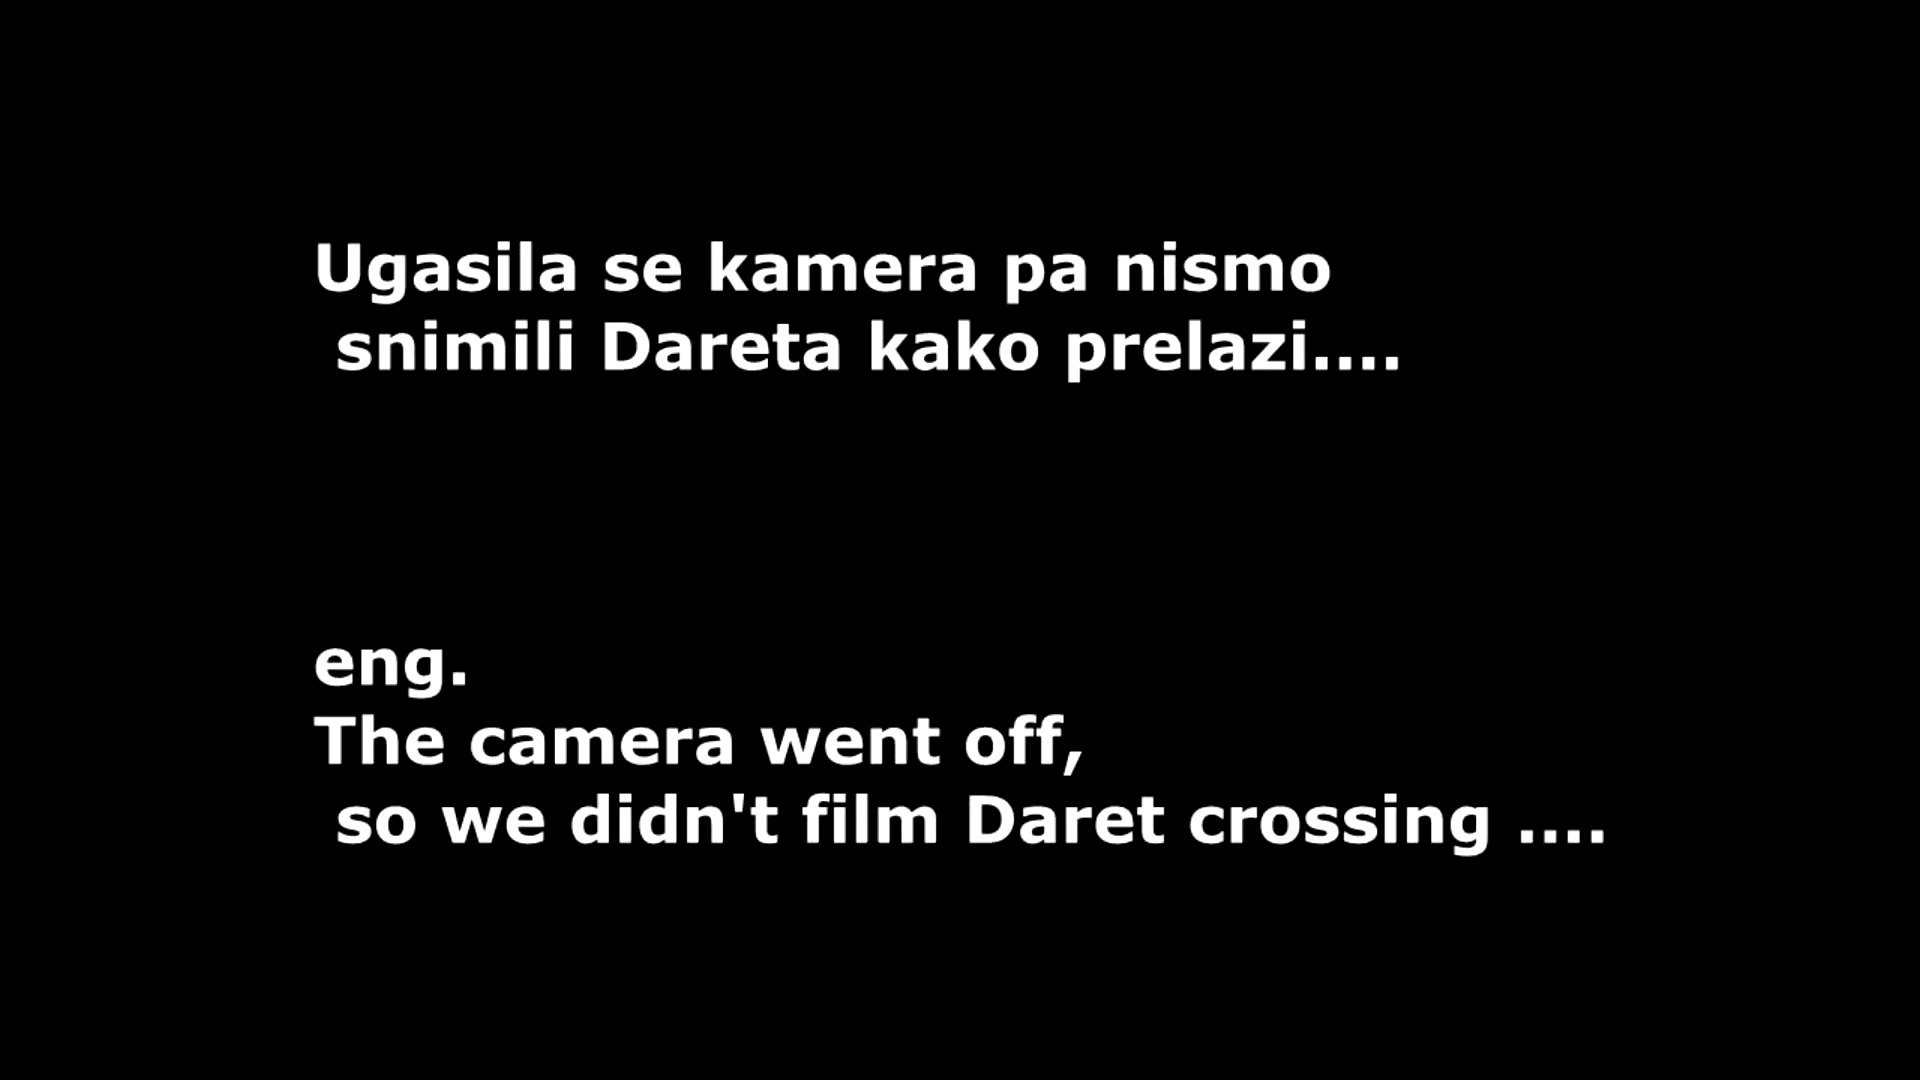 Ugasila se kamera pa nismo
snimili Dareta kako prelazi....
eng.
The camera went off,
so we didn't film Daret crossing ....